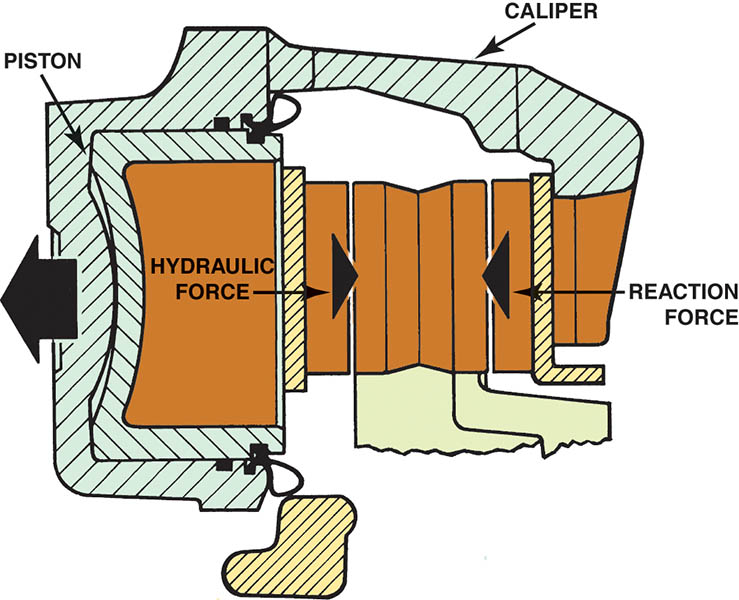 CALIPER
PISTON
HYDRAULIC
FORCE
REACTION
FORCE